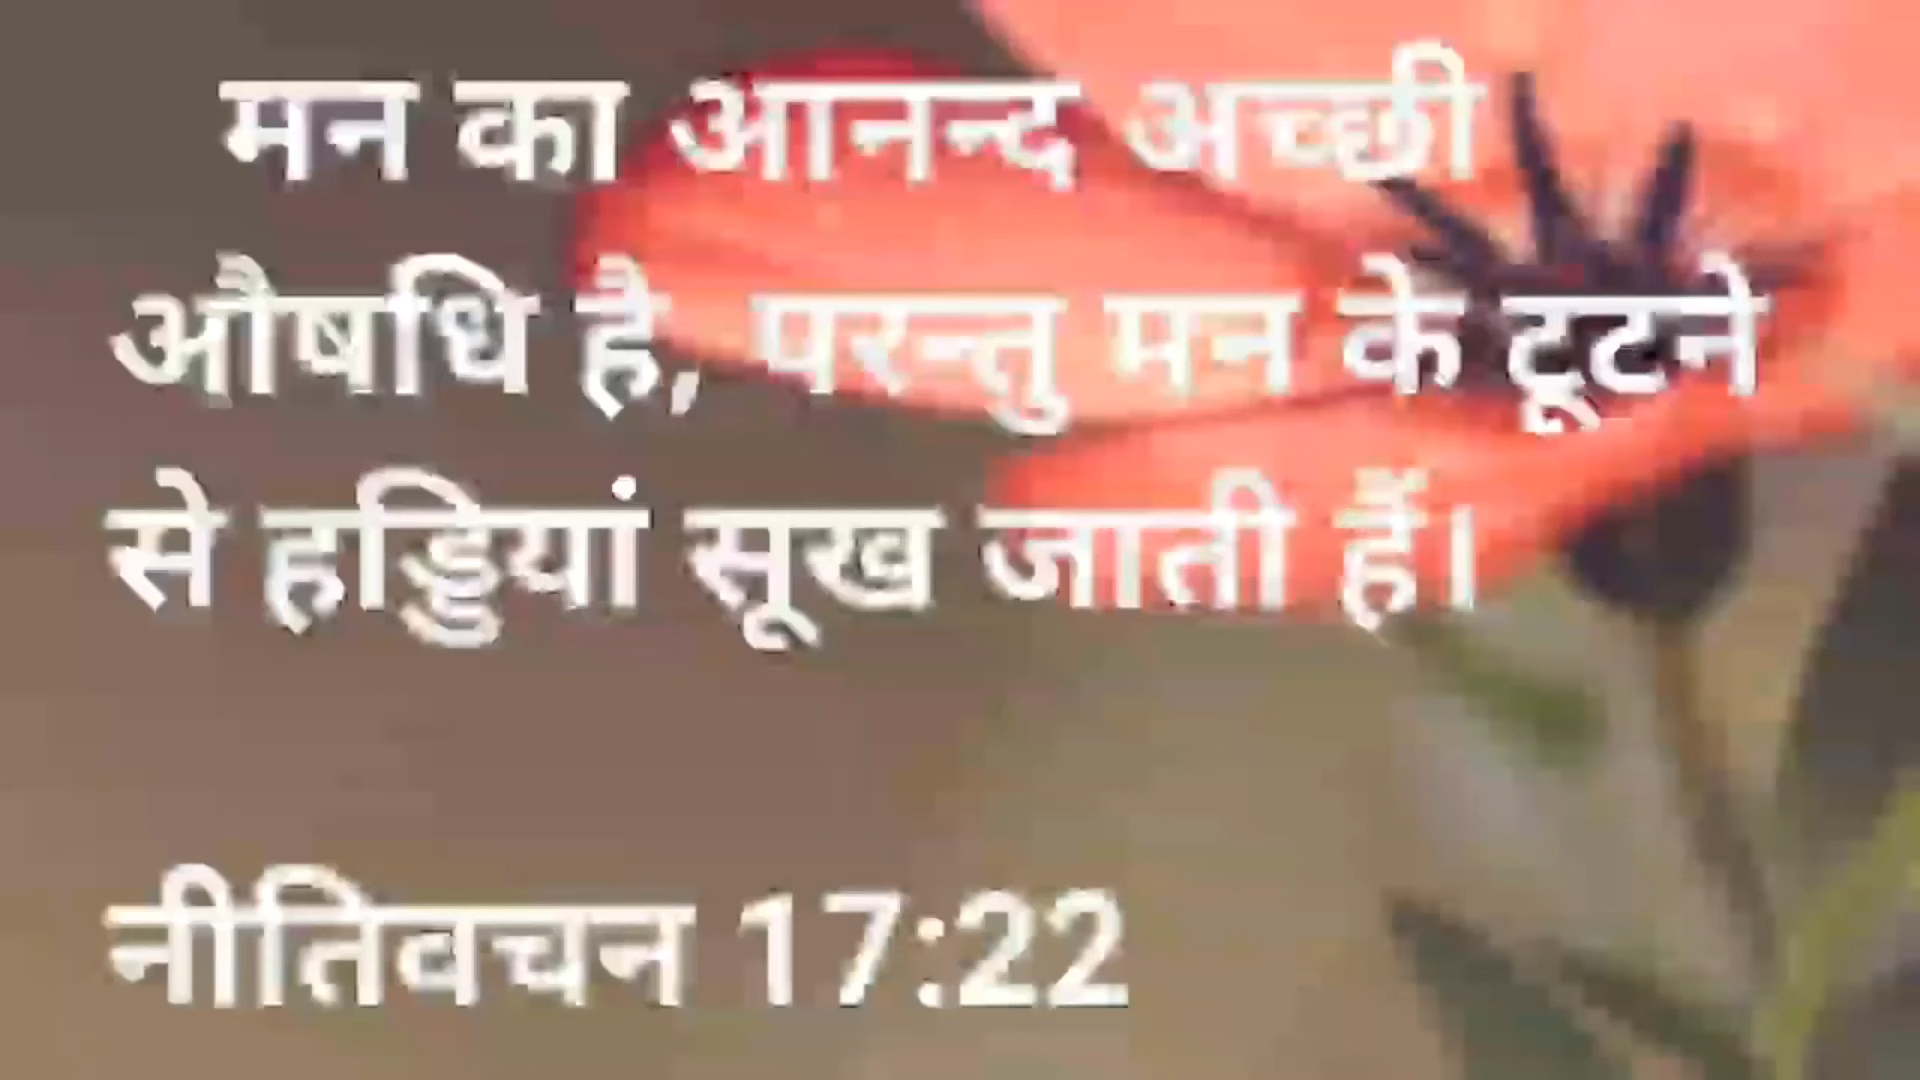 मन का आनन्द अच्छी
औषधि है, परन्तु मन के टूटने
से हड्डियां सूख जाती हैं।
नीतिवचन 17:22